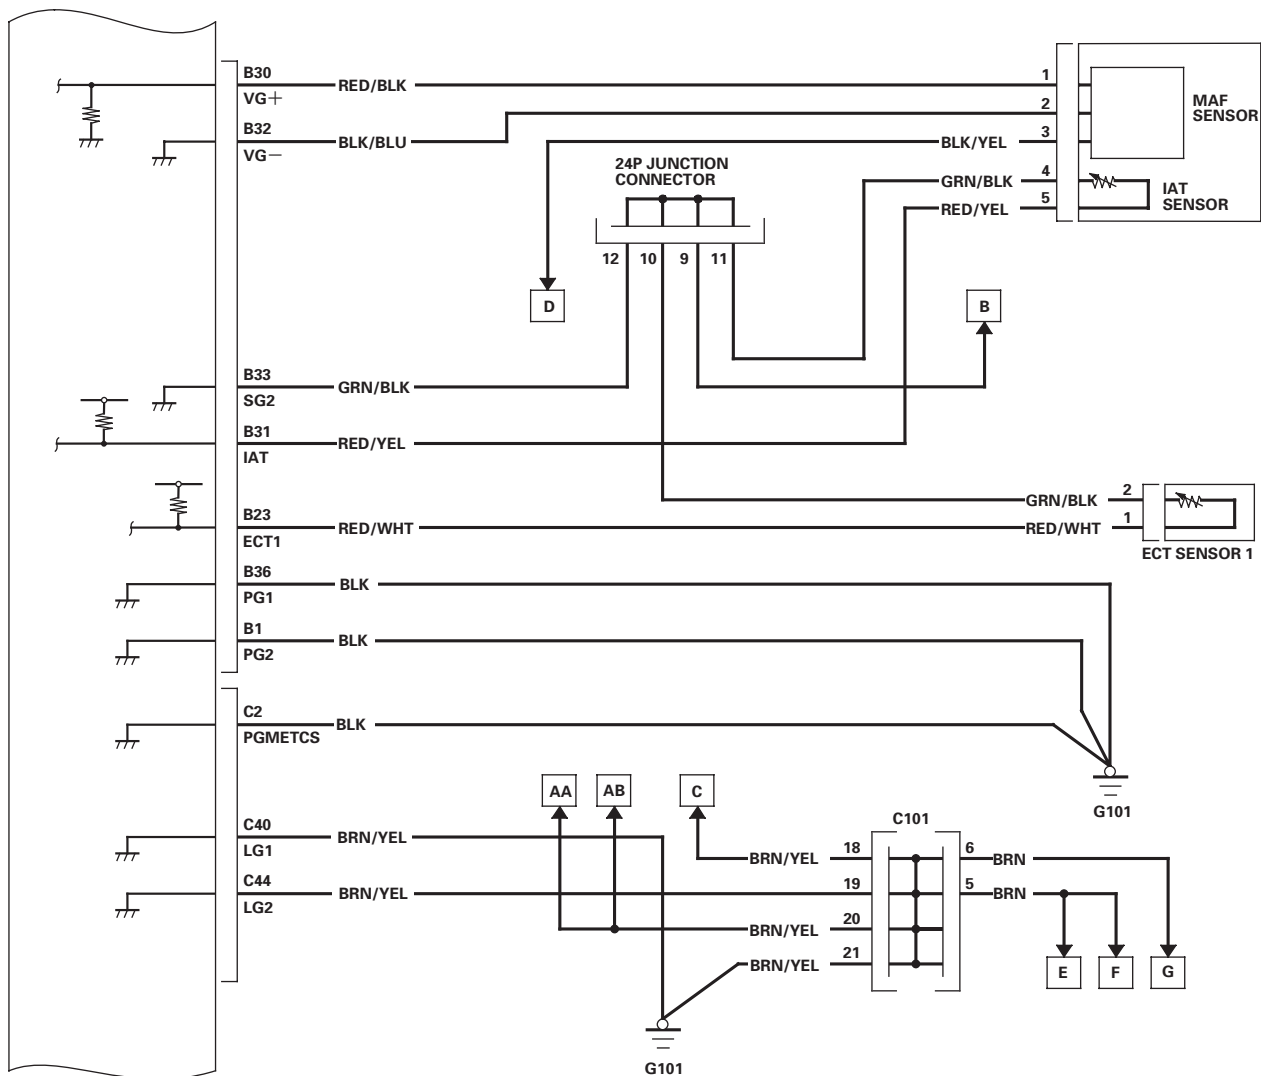 B30
VG+
RED/BLK
1
MAF
SENSOR
2
B32
VG−
BLK/BLU
BLK/YEL
3
24P JUNCTION
CONNECTOR
GRN/BLK
4
IAT
SENSOR
RED/YEL
5
12
10
9
11
D
B
B33
SG2
GRN/BLK
B31
IAT
RED/YEL
GRN/BLK
2
B23
ECT1
RED/WHT
RED/WHT
1
ECT SENSOR 1
B36
PG1
BLK
B1
PG2
BLK
C2
PGMETCS
BLK
G101
AA
AB
C
C101
C40
LG1
BRN/YEL
BRN/YEL
18
6
BRN
C44
LG2
BRN/YEL
19
5
BRN
BRN/YEL
20
BRN/YEL
21
E
F
G
G101